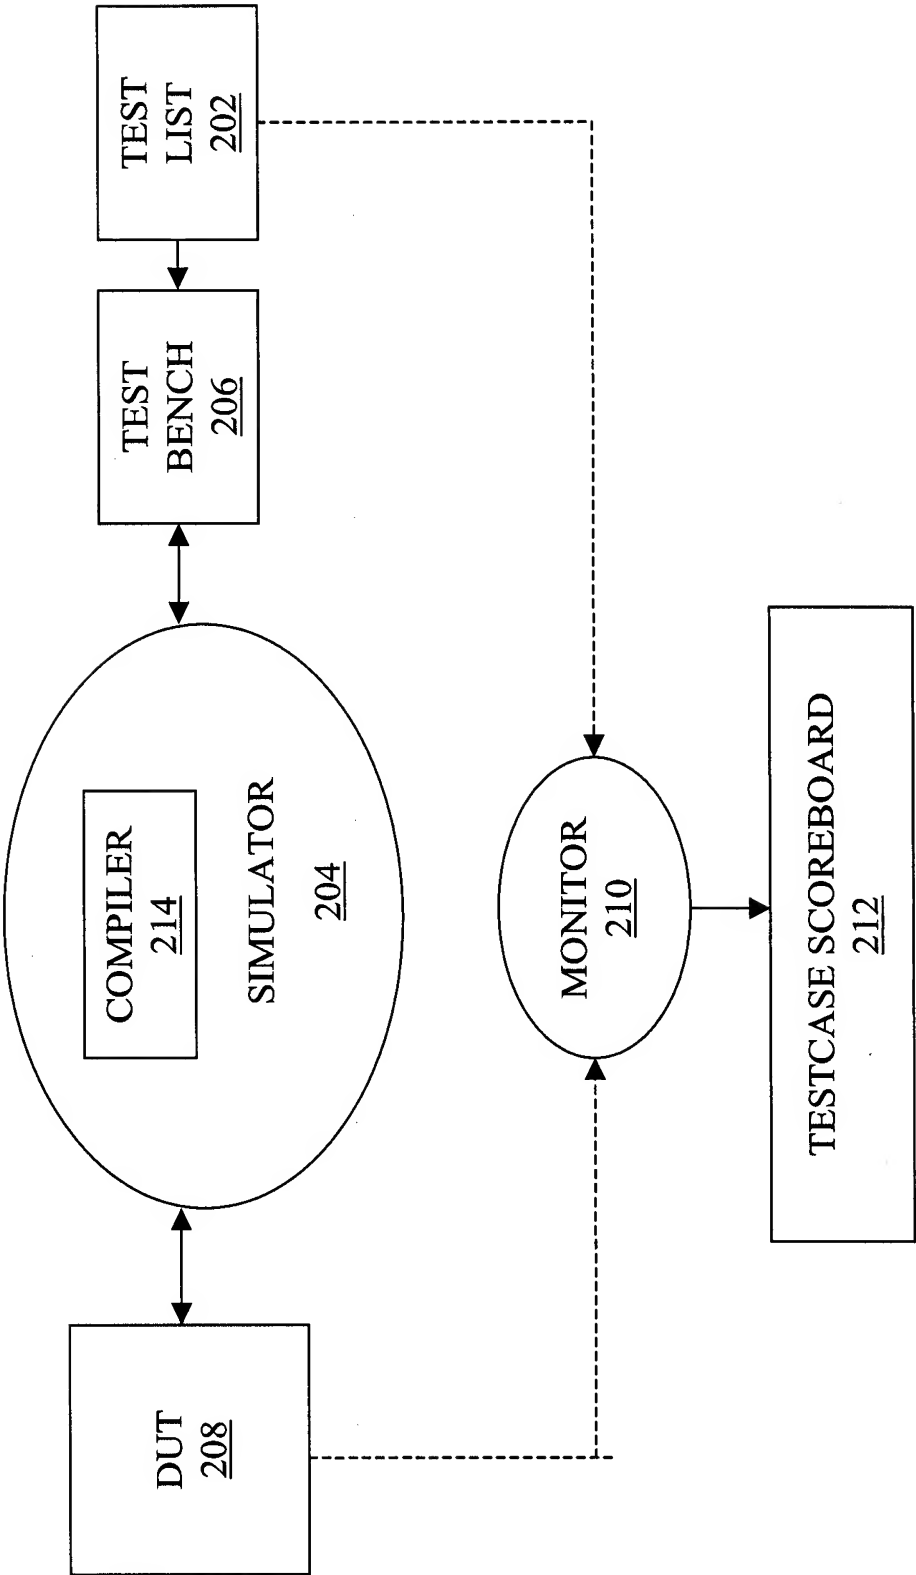 DUT
208
COMPILER
214
SIMULATOR
204
TEST
BENCH
206
TEST
LIST
202
MONITOR
210
TESTCASE SCOREBOARD
212